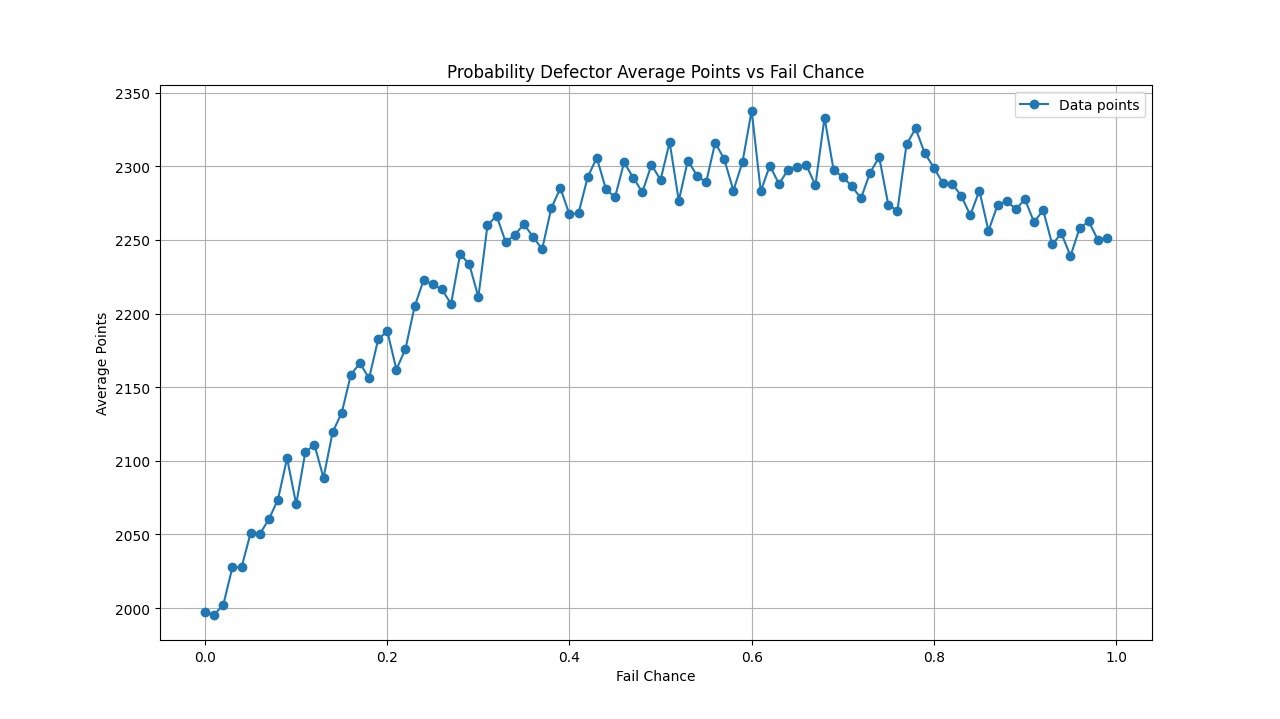 Probability Defector Average Points vs Fail Chance
Data points
2350
2300
2250
2200
2150
2100
2050
2000
Average Points
0.0 0.2 0.4 0.6 0.8 1.0
Fail Chance